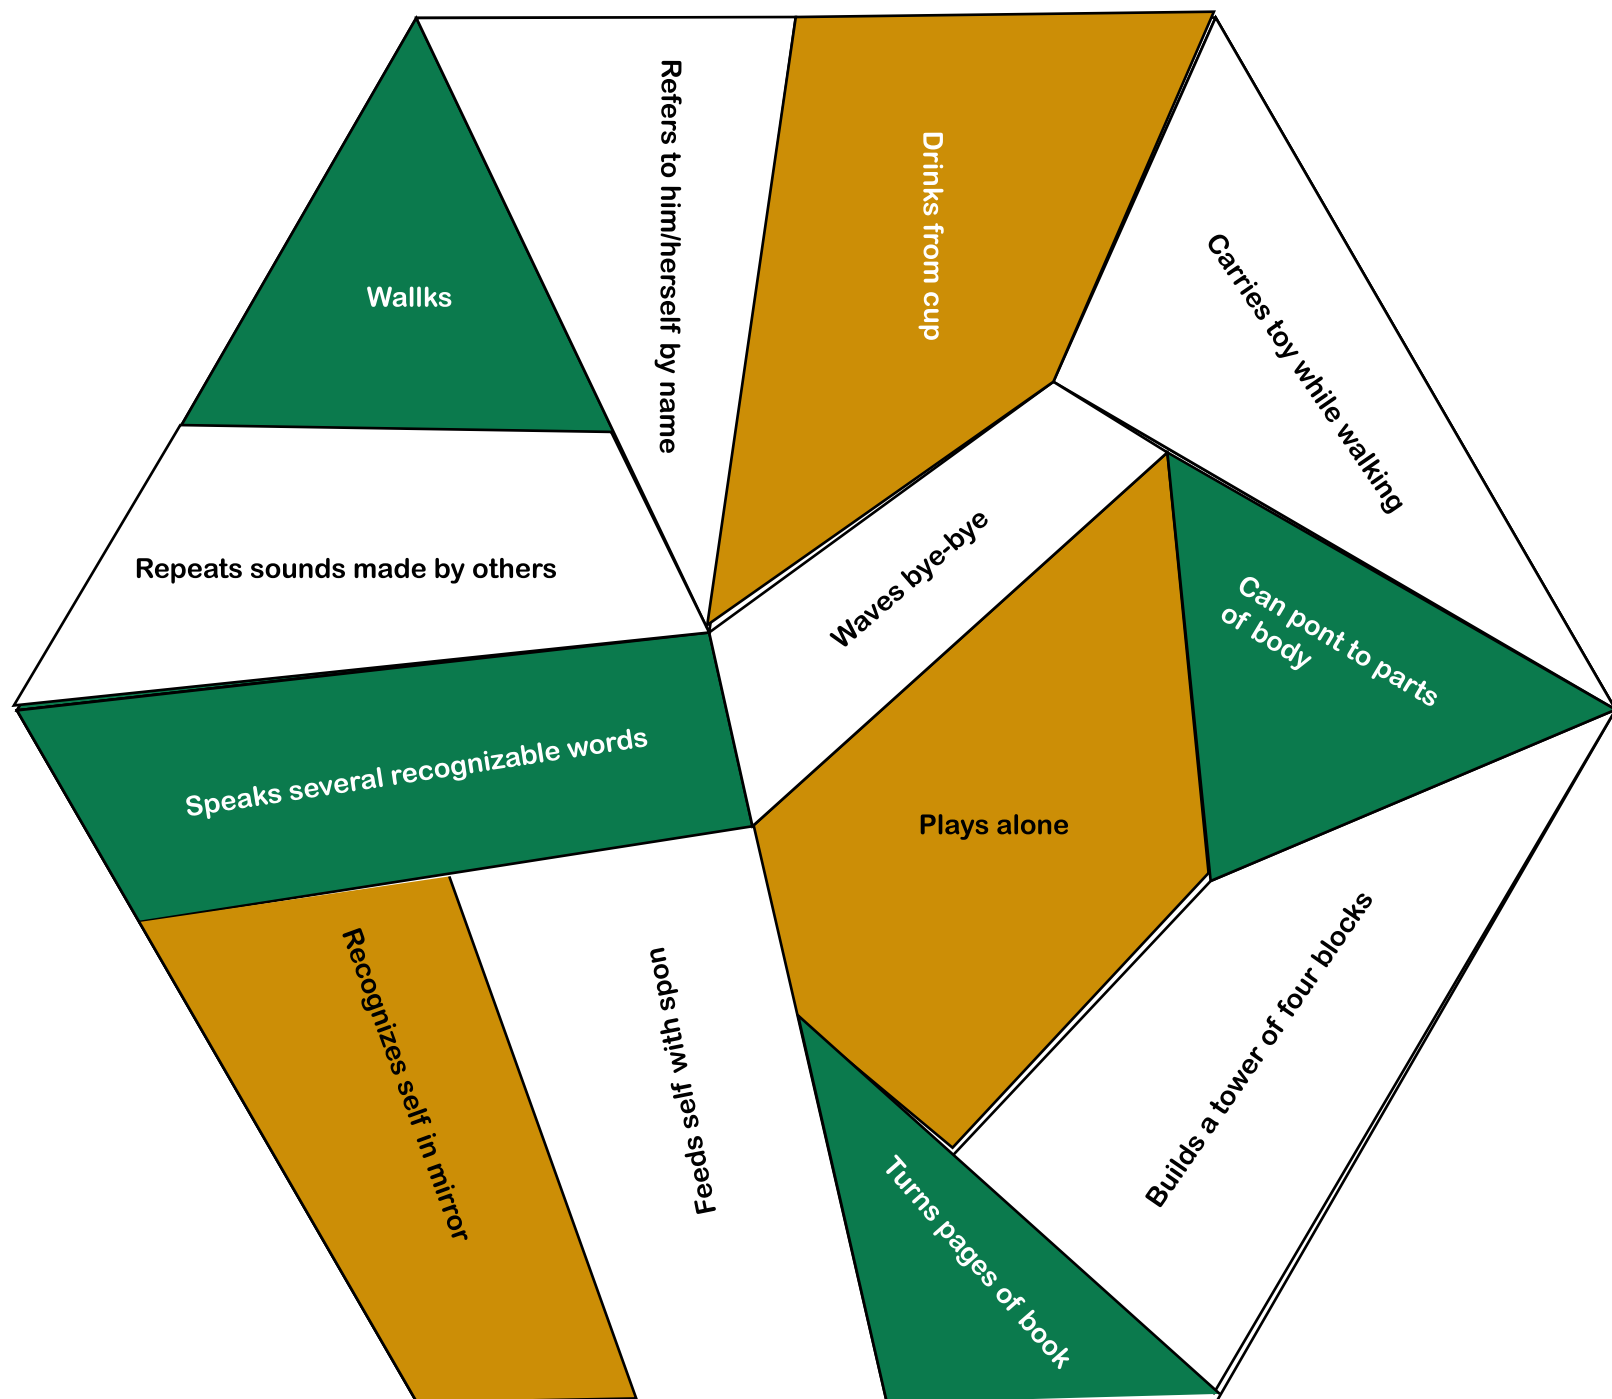 Wallks
Refers to him/herself by name
Drinks from cup
Carries toy while walking
Repeats sounds made by others
Waves bye-bye
Can pont to parts
of body
Speaks several recognizable words
Plays alone
Recognizes self in mirror
Feeds self with spon
Builds a tower of four blocks
Turns pages of book